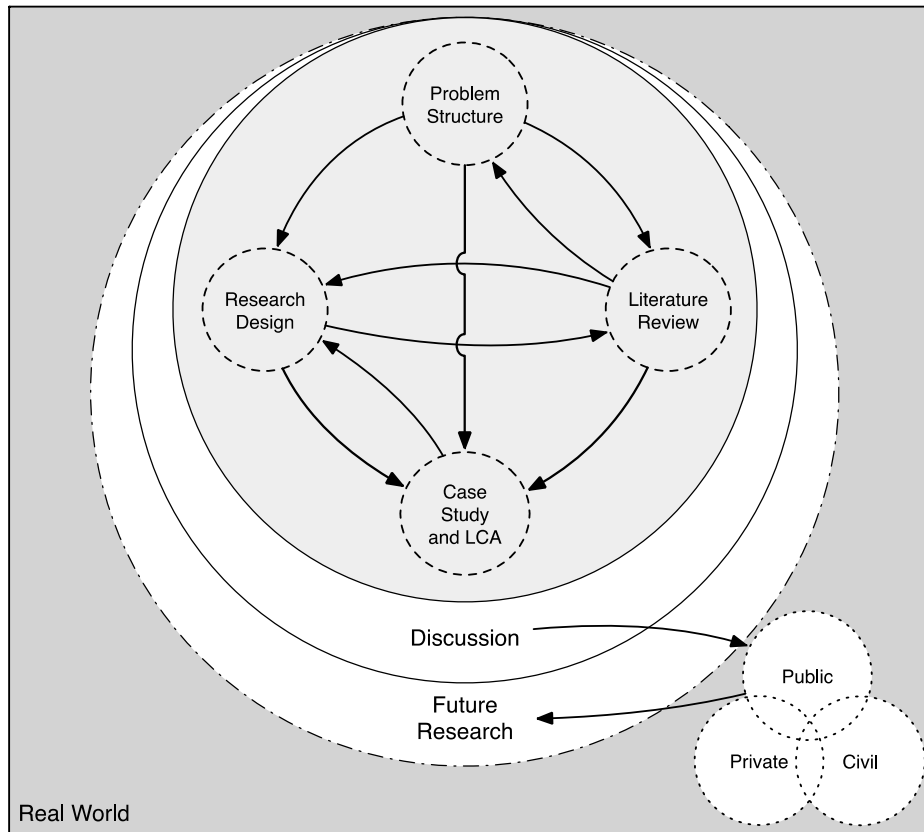 Problem
Structure
Research
Design
Literature
Review
Case
Study
and LCA
Discussion
Future
Research
Public
Private
Civil
Real World